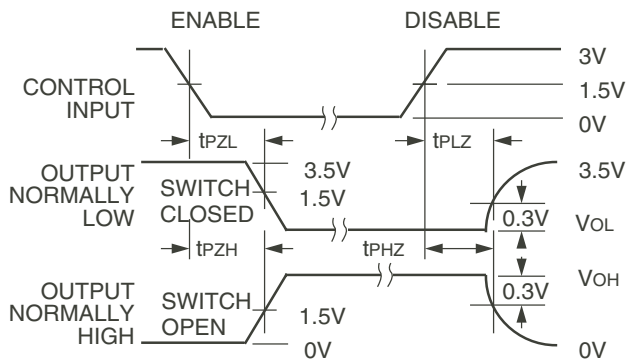 ENABLE DISABLE
CONTROL INPUT 3V
1.5V
0V
tPZL tPLZ
OUTPUT NORMALLY LOW
SWITCH CLOSED
3.5V
1.5V
3.5V
0.3V
VOL
tPZH tPHZ
OUTPUT NORMALLY HIGH
SWITCH OPEN
1.5V
0V
VOH
0.3V
0V